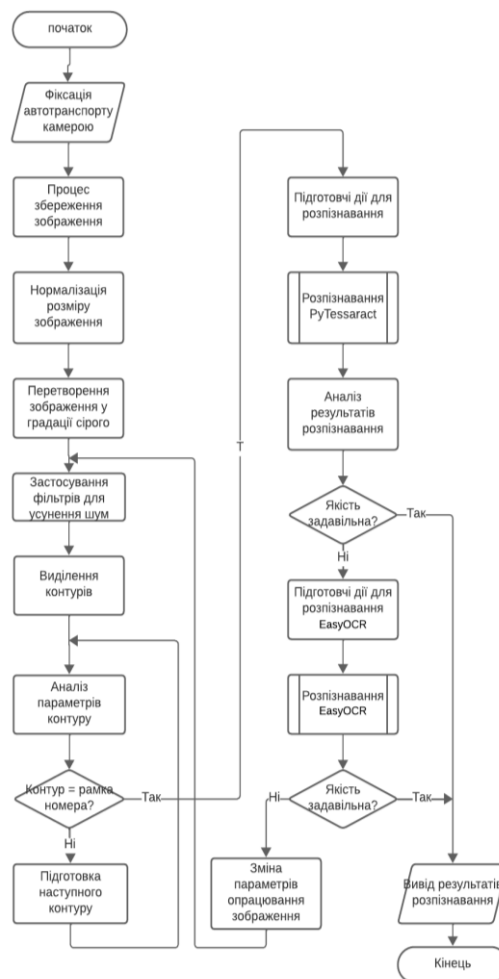 початок
Фіксація
автотранспорту
камерою
Процес
збереження
зображення
Нормалізація
розміру
зображення
Перетворення
зображення у
градації сірого
Застосування
фільтрів для
усунення шум
Виділення
контурів
Аналіз
параметрів
контуру
Контур = рамка
номера?
Так
Ні
Підготовка
наступного
контуру
Т
Підготовчі дії для
розпізнавання
Розпізнавання
PyTessaract
Аналіз
результатів
розпізнавання
Якість
задавільна?
Так
Ні
Підготовчі дії для
розпізнавання
EasyOCR
Розпізнавання
EasyOCR
Якість
задавільна?
Ні
Так
Зміна
параметрів
опрацювання
зображення
Вивід результатів
розпізнавання
Кінець